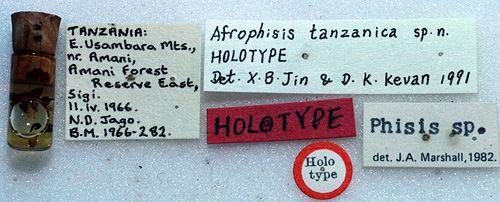 TANZANIA:
E. Usambara Mts.,
nr. Amani,
Amani Forest
Reserve East,
Sigi.
11.iv.1966.
N.D. Jago.
B.M. 1966-282.
Afrophisis tanzanica sp.n.
HOLOTYPE
Det. X.B. Jin & D.K. Kevan 1991
HOLOTYPE
Holo
type
Phisis sp.
det. J.A. Marshall, 1982.